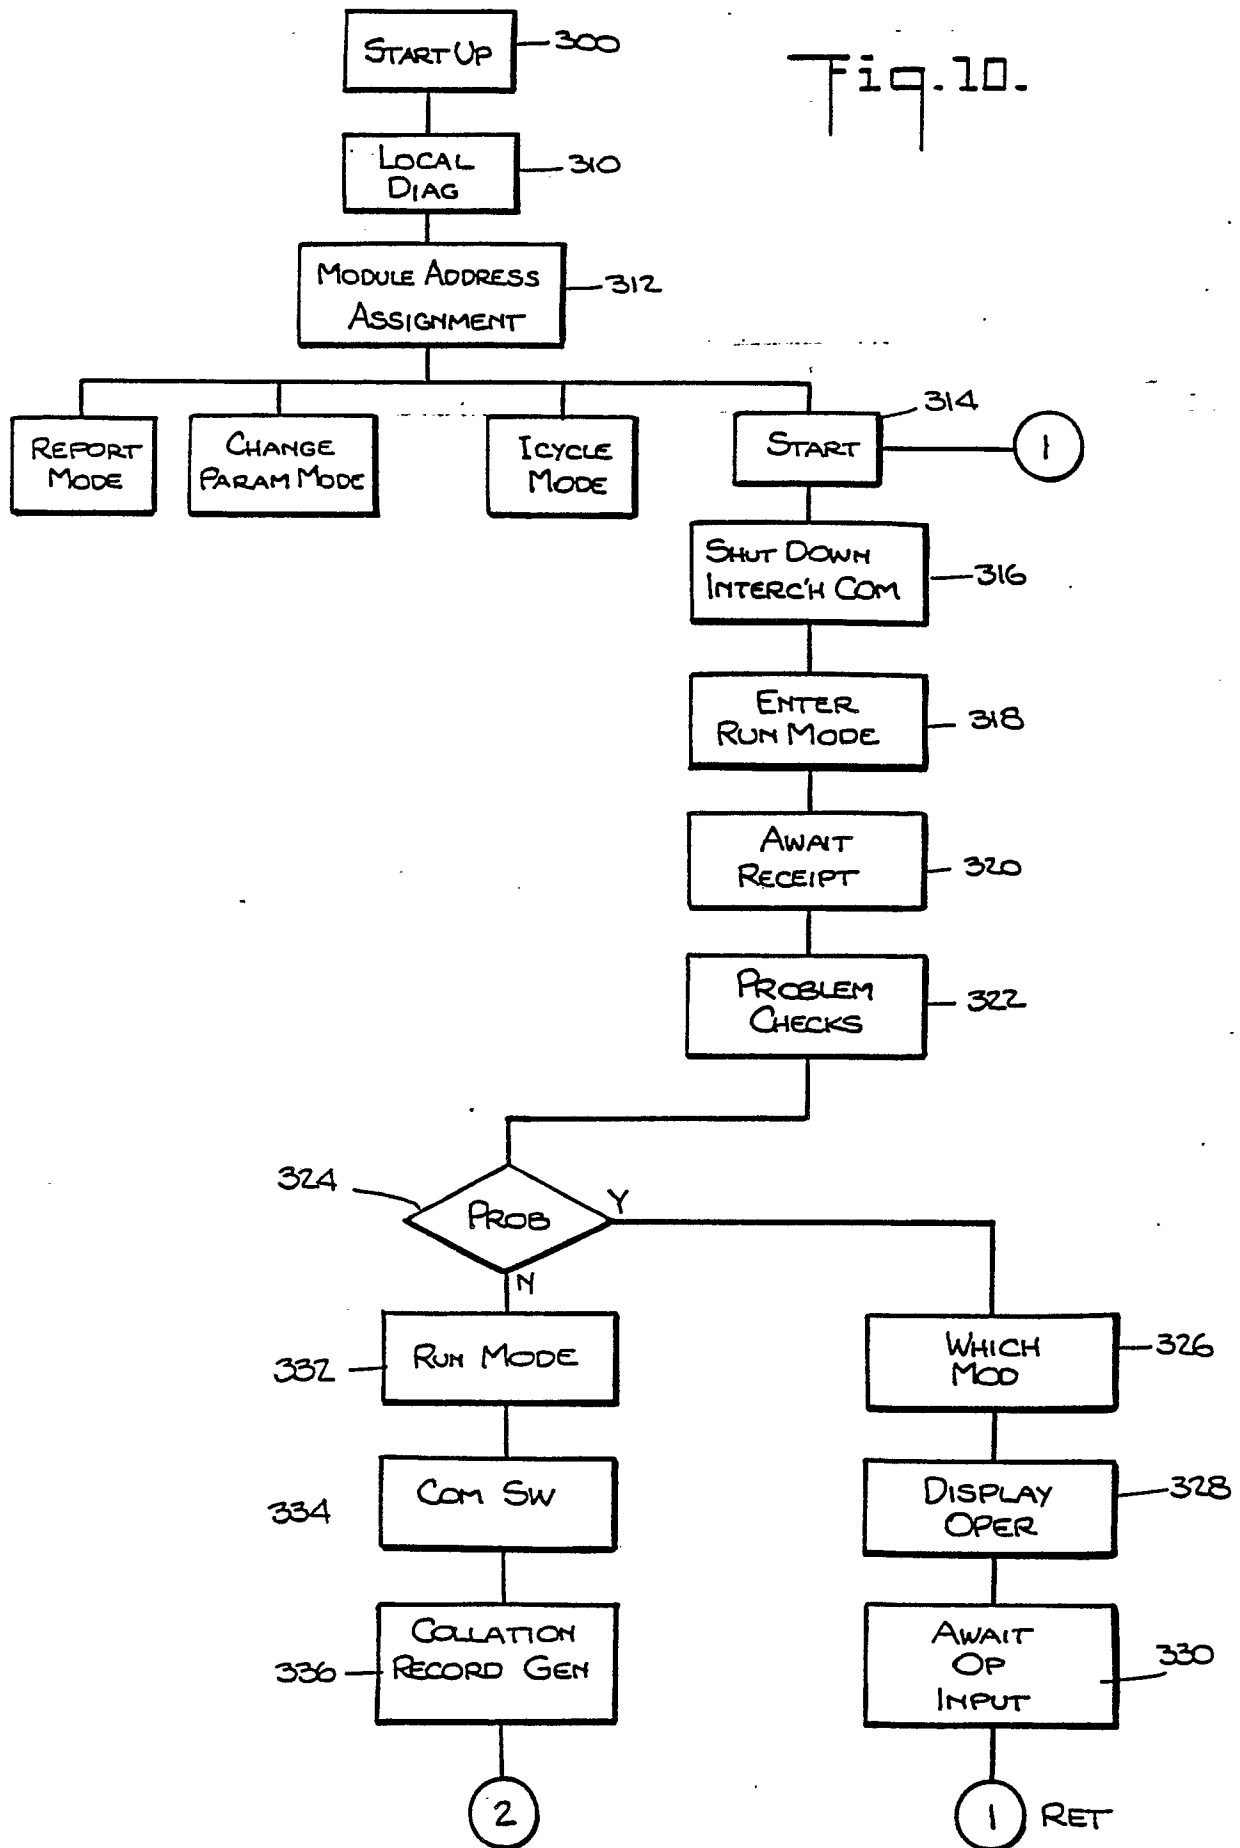 START UP
300
Fig. 10.
LOCAL
DIAG
310
MODULE ADDRESS
ASSIGNMENT
312
REPORT
MODE
CHANGE
PARAM MODE
ICYCLE
MODE
START
314
1
SHUT DOWN
INTERC'H COM
316
ENTER
RUN MODE
318
AWAIT
RECEIPT
320
PROBLEM
CHECKS
322
324
PROB
Y
N
RUN MODE
332
WHICH
MOD
326
COM SW
334
DISPLAY
OPER
328
COLLATION
RECORD GEN
336
AWAIT
OP
INPUT
330
2
1 RET